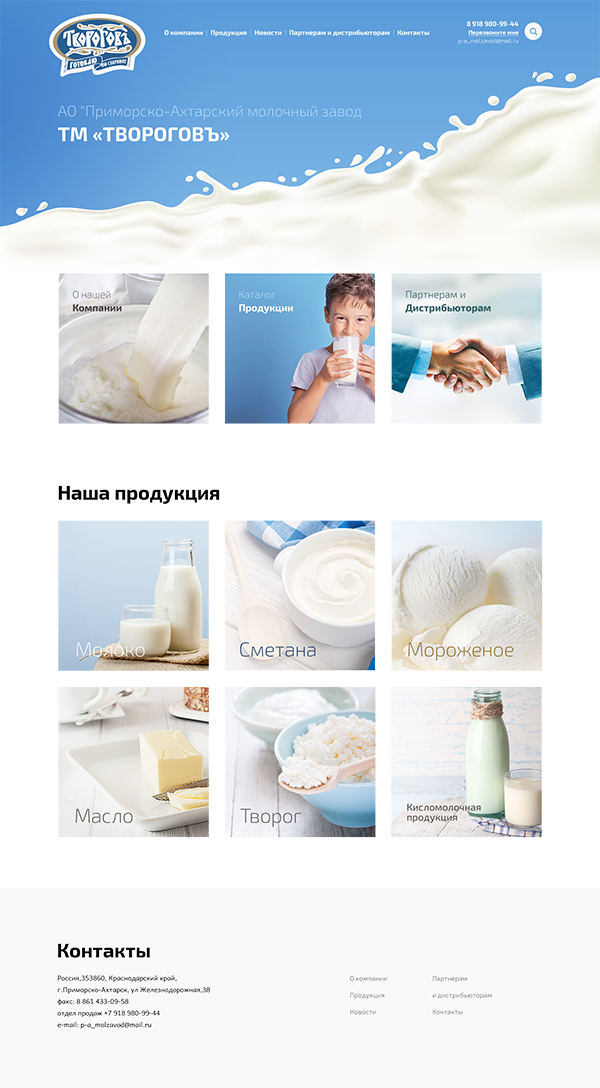 ТВОРОГОВЪ
ГОТОВЛЮ ПО СТАРИНКЕ
О компании | Продукция | Новости | Партнерам и дистрибьюторам | Контакты
8 918 980-99-44
Перезвоните мне
p-a_molzavod@mail.ru
АО "Приморско-Ахтарский молочный завод
ТМ «ТВОРОГОВЪ»
О нашей
Компании
Каталог
Продукции
Партнерам и
Дистрибьюторам
Наша продукция
Молоко
Сметана
Мороженое
Масло
Творог
Кисломолочная
продукция
Контакты
Россия,353860, Краснодарский край,
г.Приморско-Ахтарск, ул Железнодорожная,38
факс: 8 861 433-09-58
отдел продаж +7 918 980-99-44
e-mail: p-a_molzavod@mail.ru
О компании
Продукция
Новости
Партнерам
и дистрибьюторам
Контакты